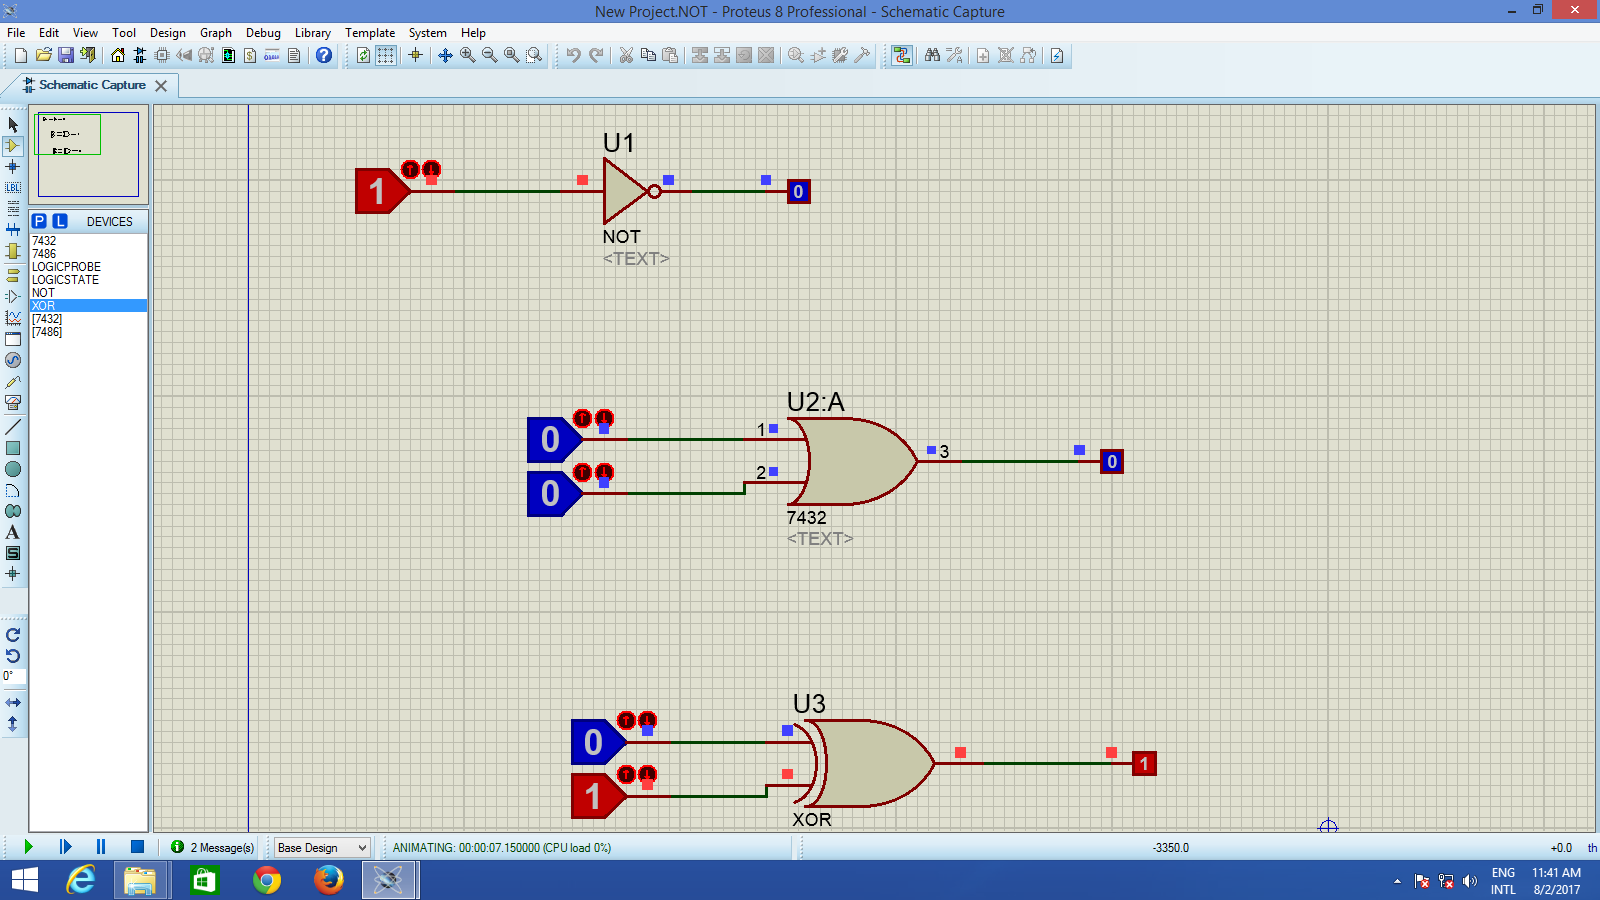 New Project.NOT - Proteus 8 Professional - Schematic Capture
File Edit View Tool Design Graph Debug Library Template System Help
Schematic Capture
P L DEVICES
7432
7486
LOGICPROBE
LOGICSTATE
NOT
XOR
[7432]
[7486]
LBL
A
S
0°
U1
1
0
NOT
<TEXT>
U2:A
0
1
3
0
0
2
7432
<TEXT>
U3
0
1
1
XOR
2 Message(s)
Base Design
ANIMATING: 00:00:07.150000 (CPU load 0%)
-3350.0
+0.0
th
ENG
INTL
11:41 AM
8/2/2017